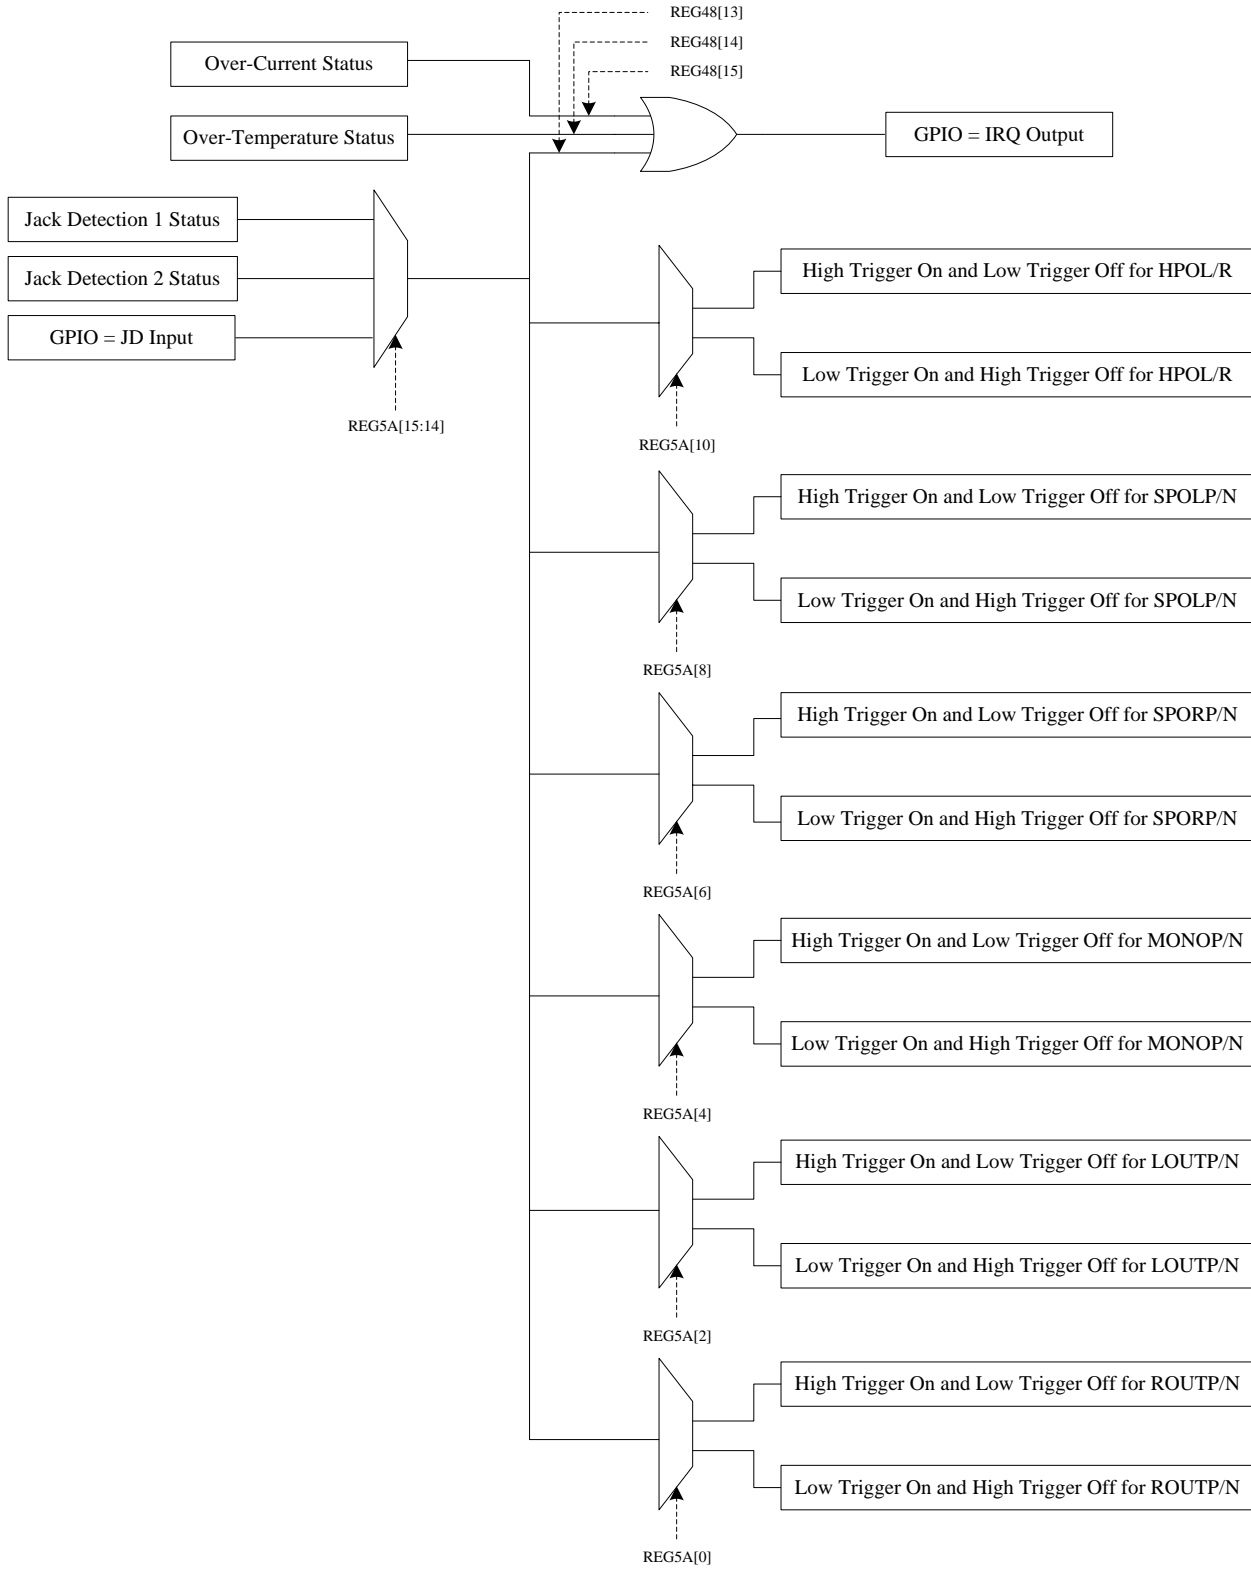 REG48[13]
REG48[14]
REG48[15]
Over-Current Status
Over-Temperature Status
GPIO = IRQ Output
Jack Detection 1 Status
Jack Detection 2 Status
GPIO = JD Input
REG5A[15:14]
High Trigger On and Low Trigger Off for HPOL/R
Low Trigger On and High Trigger Off for HPOL/R
REG5A[10]
High Trigger On and Low Trigger Off for SPOLP/N
Low Trigger On and High Trigger Off for SPOLP/N
REG5A[8]
High Trigger On and Low Trigger Off for SPORP/N
Low Trigger On and High Trigger Off for SPORP/N
REG5A[6]
High Trigger On and Low Trigger Off for MONOP/N
Low Trigger On and High Trigger Off for MONOP/N
REG5A[4]
High Trigger On and Low Trigger Off for LOUTP/N
Low Trigger On and High Trigger Off for LOUTP/N
REG5A[2]
High Trigger On and Low Trigger Off for ROUTP/N
Low Trigger On and High Trigger Off for ROUTP/N
REG5A[0]